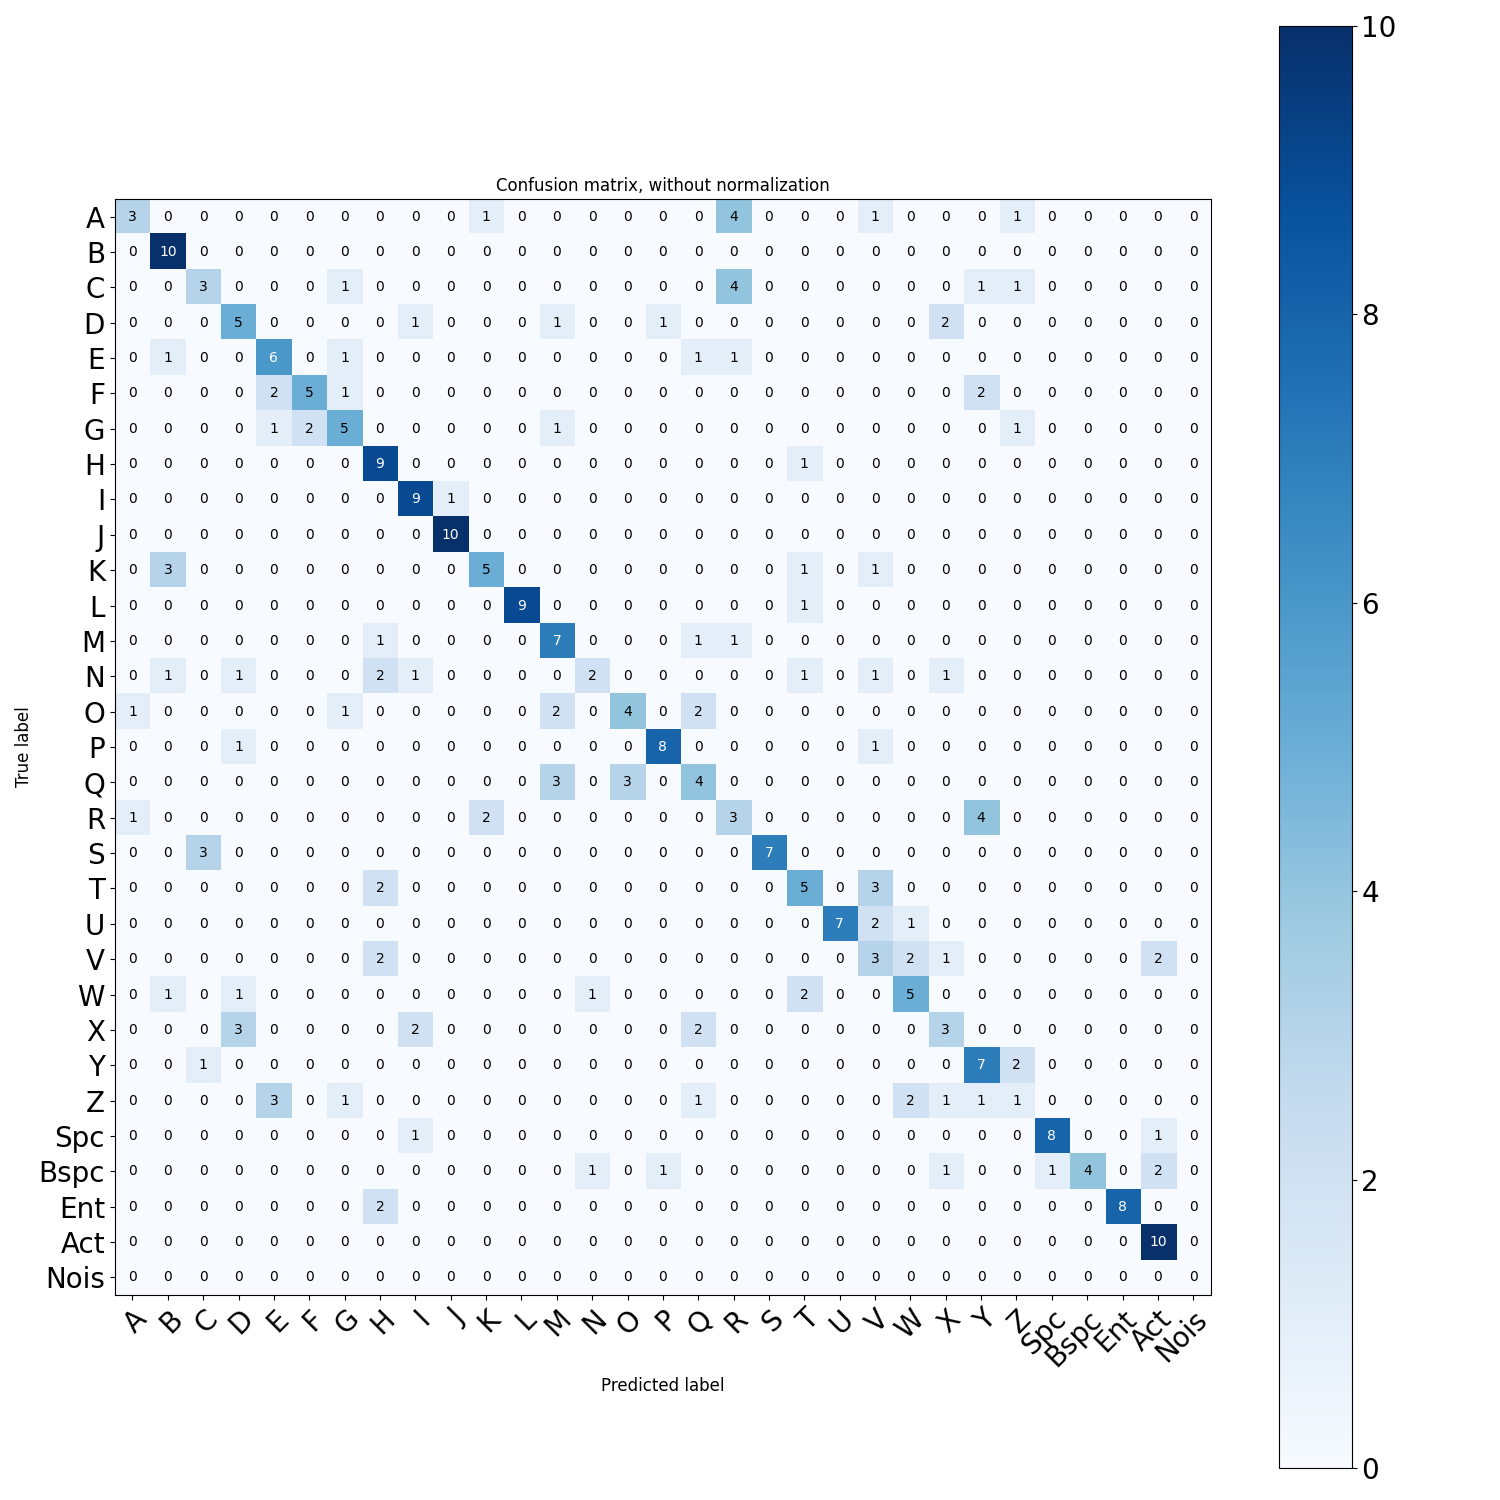 Confusion matrix, without normalization
A 3 0 0 0 0 0 0 0 0 0 1 0 0 0 0 0 0 4 0 0 0 1 0 0 0 1 0 0 0 0 0
B 0 10 0 0 0 0 0 0 0 0 0 0 0 0 0 0 0 0 0 0 0 0 0 0 0 0 0 0 0 0 0
C 0 0 3 0 0 0 1 0 0 0 0 0 0 0 0 0 0 4 0 0 0 0 0 0 1 1 0 0 0 0 0
D 0 0 0 5 0 0 0 0 1 0 0 0 1 0 0 1 0 0 0 0 0 0 0 2 0 0 0 0 0 0 0
E 0 1 0 0 6 0 1 0 0 0 0 0 0 0 0 0 1 1 0 0 0 0 0 0 0 0 0 0 0 0 0
F 0 0 0 0 2 5 1 0 0 0 0 0 0 0 0 0 0 0 0 0 0 0 0 0 2 0 0 0 0 0 0
G 0 0 0 0 1 2 5 0 0 0 0 0 1 0 0 0 0 0 0 0 0 0 0 0 0 1 0 0 0 0 0
H 0 0 0 0 0 0 0 9 0 0 0 0 0 0 0 0 0 0 0 1 0 0 0 0 0 0 0 0 0 0 0
I 0 0 0 0 0 0 0 0 9 1 0 0 0 0 0 0 0 0 0 0 0 0 0 0 0 0 0 0 0 0 0
J 0 0 0 0 0 0 0 0 0 10 0 0 0 0 0 0 0 0 0 0 0 0 0 0 0 0 0 0 0 0 0
K 0 3 0 0 0 0 0 0 0 0 5 0 0 0 0 0 0 0 0 1 0 1 0 0 0 0 0 0 0 0 0
L 0 0 0 0 0 0 0 0 0 0 0 9 0 0 0 0 0 0 0 1 0 0 0 0 0 0 0 0 0 0 0
M 0 0 0 0 0 0 0 1 0 0 0 0 7 0 0 0 1 1 0 0 0 0 0 0 0 0 0 0 0 0 0
N 0 1 0 1 0 0 0 2 1 0 0 0 0 2 0 0 0 0 0 1 0 1 0 1 0 0 0 0 0 0 0
O 1 0 0 0 0 0 1 0 0 0 0 0 2 0 4 0 2 0 0 0 0 0 0 0 0 0 0 0 0 0 0
P 0 0 0 1 0 0 0 0 0 0 0 0 0 0 0 8 0 0 0 0 0 1 0 0 0 0 0 0 0 0 0
Q 0 0 0 0 0 0 0 0 0 0 0 0 3 0 3 0 4 0 0 0 0 0 0 0 0 0 0 0 0 0 0
R 1 0 0 0 0 0 0 0 0 0 2 0 0 0 0 0 0 3 0 0 0 0 0 0 4 0 0 0 0 0 0
S 0 0 3 0 0 0 0 0 0 0 0 0 0 0 0 0 0 0 7 0 0 0 0 0 0 0 0 0 0 0 0
T 0 0 0 0 0 0 0 2 0 0 0 0 0 0 0 0 0 0 0 5 0 3 0 0 0 0 0 0 0 0 0
U 0 0 0 0 0 0 0 0 0 0 0 0 0 0 0 0 0 0 0 0 7 2 1 0 0 0 0 0 0 0 0
V 0 0 0 0 0 0 0 2 0 0 0 0 0 0 0 0 0 0 0 0 0 3 2 1 0 0 0 0 0 2 0
W 0 1 0 1 0 0 0 0 0 0 0 0 0 1 0 0 0 0 0 2 0 0 5 0 0 0 0 0 0 0 0
X 0 0 0 3 0 0 0 0 2 0 0 0 0 0 0 0 2 0 0 0 0 0 0 3 0 0 0 0 0 0 0
Y 0 0 1 0 0 0 0 0 0 0 0 0 0 0 0 0 0 0 0 0 0 0 0 0 7 2 0 0 0 0 0
Z 0 0 0 0 3 0 1 0 0 0 0 0 0 0 0 0 1 0 0 0 0 0 2 1 1 1 0 0 0 0 0
Spc 0 0 0 0 0 0 0 0 1 0 0 0 0 0 0 0 0 0 0 0 0 0 0 0 0 0 8 0 0 1 0
Bspc 0 0 0 0 0 0 0 0 0 0 0 0 0 1 0 1 0 0 0 0 0 0 0 1 0 0 1 4 0 2 0
Ent 0 0 0 0 0 0 0 2 0 0 0 0 0 0 0 0 0 0 0 0 0 0 0 0 0 0 0 0 8 0 0
Act 0 0 0 0 0 0 0 0 0 0 0 0 0 0 0 0 0 0 0 0 0 0 0 0 0 0 0 0 0 10 0
Nois 0 0 0 0 0 0 0 0 0 0 0 0 0 0 0 0 0 0 0 0 0 0 0 0 0 0 0 0 0 0 0
A B C D E F G H I J K L M N O P Q R S T U V W X Y Z Spc Bspc Ent Act Nois
Predicted label
True label
10
8
6
4
2
0